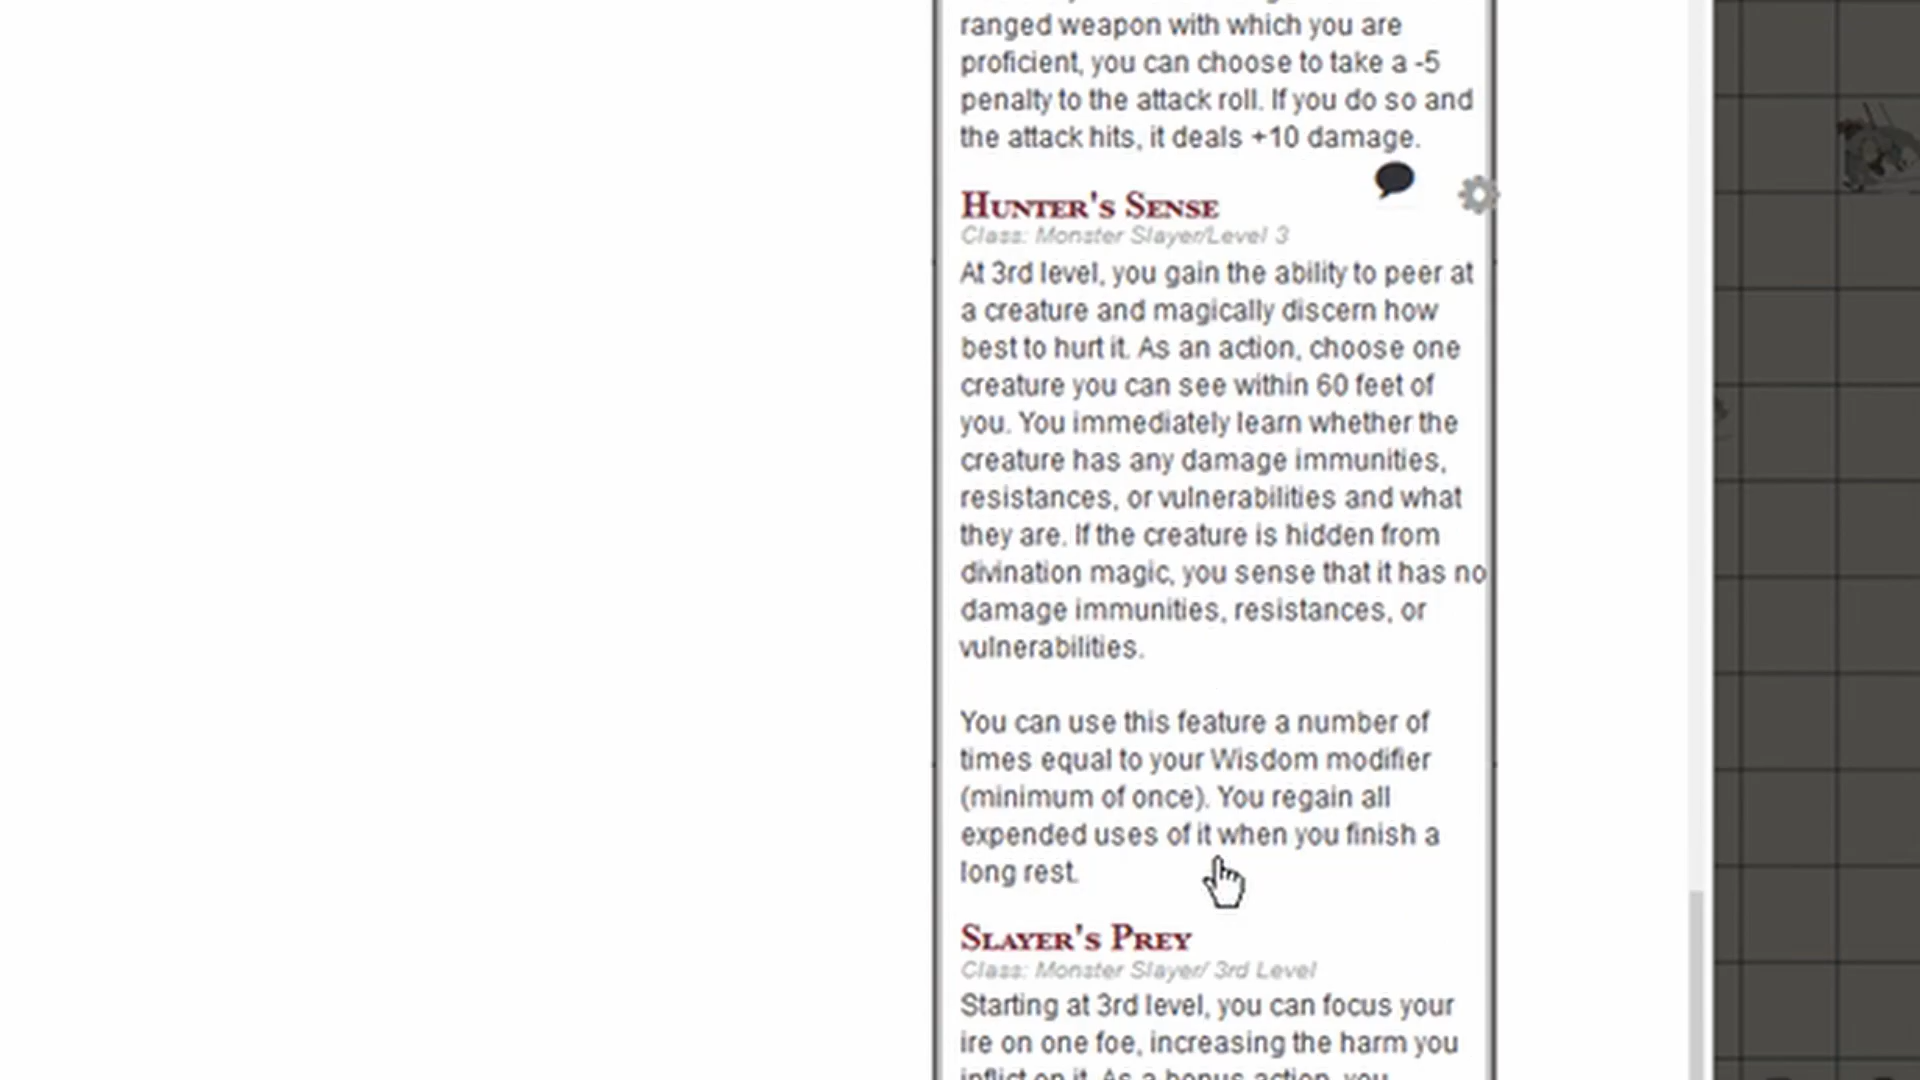 ranged weapon with which you are
proficient, you can choose to take a -5
penalty to the attack roll. If you do so and
the attack hits, it deals +10 damage.
HUNTER'S SENSE
Class: Monster Slayer/Level 3
At 3rd level, you gain the ability to peer at
a creature and magically discern how
best to hurt it. As an action, choose one
creature you can see within 60 feet of
you. You immediately learn whether the
creature has any damage immunities,
resistances, or vulnerabilities and what
they are. If the creature is hidden from
divination magic, you sense that it has no
damage immunities, resistances, or
vulnerabilities.
You can use this feature a number of
times equal to your Wisdom modifier
(minimum of once). You regain all
expended uses of it when you finish a
long rest.
SLAYER'S PREY
Class: Monster Slayer/ 3rd Level
Starting at 3rd level, you can focus your
ire on one foe, increasing the harm you
inflict on it. As a bonus action, you